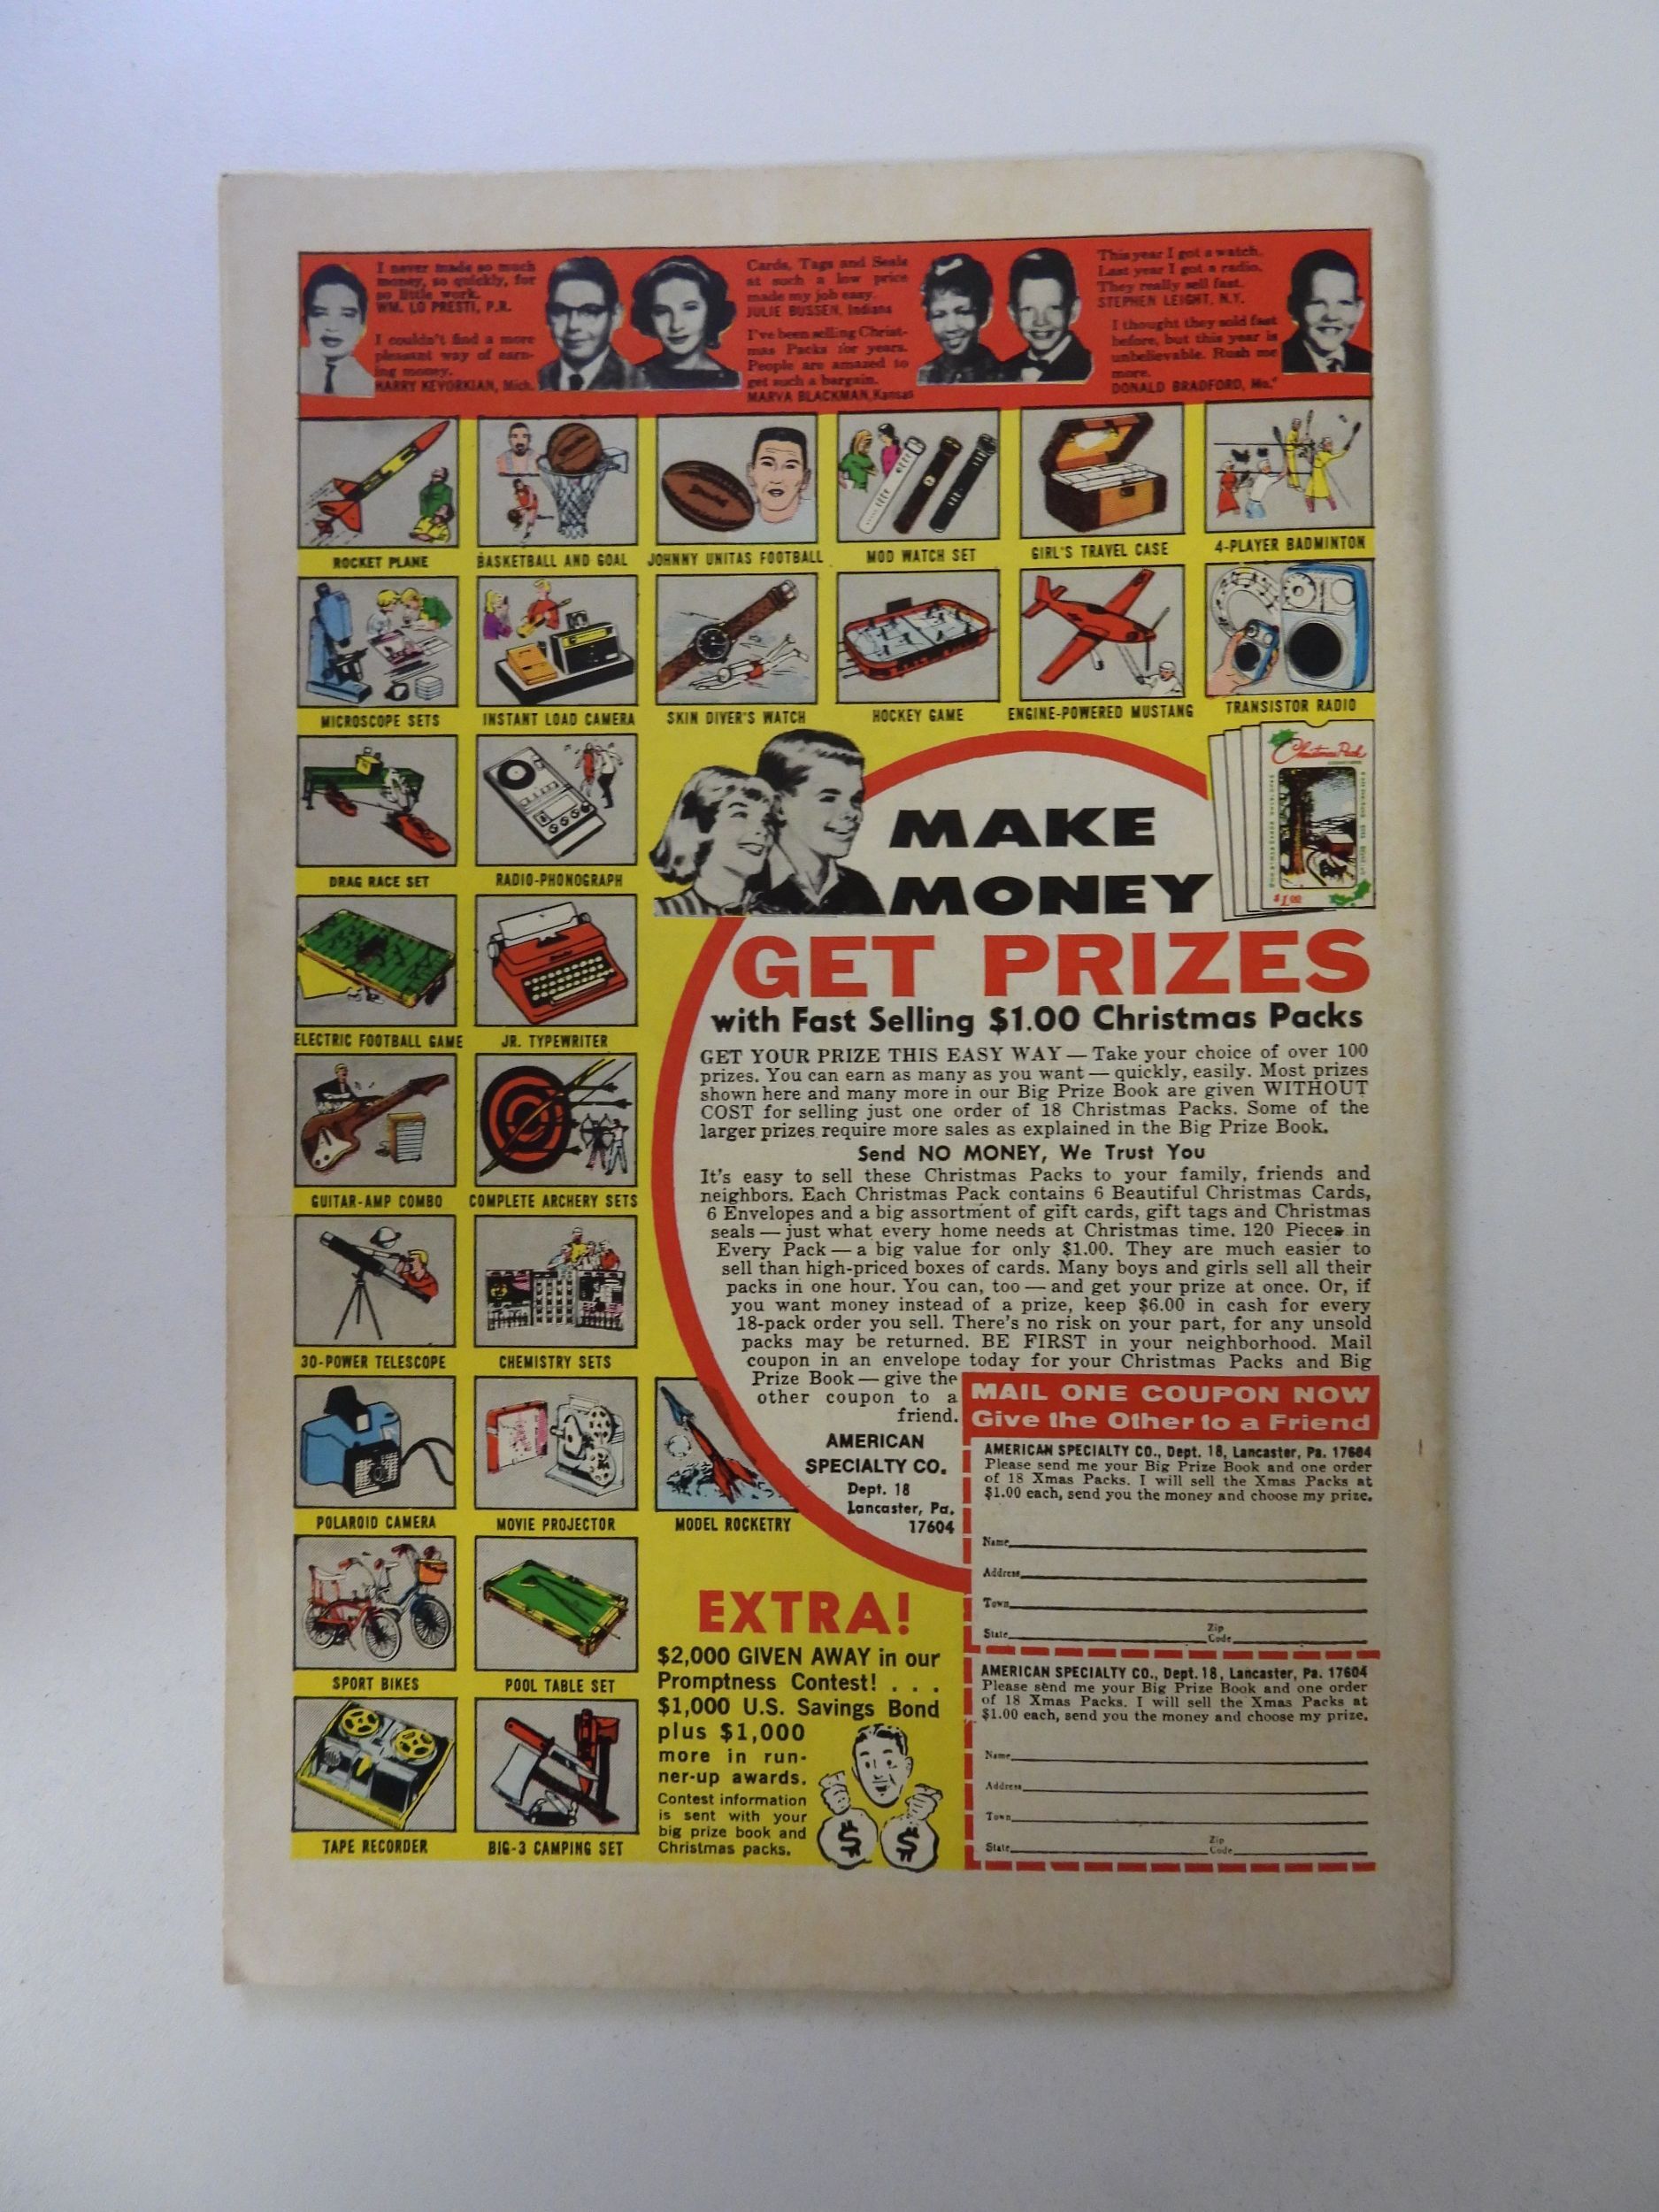 I never made so much
money, so quickly, for
so little work.
WM. LO PRESTI, P.R.
I couldn't find a more
pleasant way of earn-
ing money.
HARRY KEVORKIAN, Mich.
Cards, Tags and Seals
at such a low price
made my job easy.
JULIE BUSSEN, Indiana
I've been selling Christ-
mas Packs for years.
People are amazed to
get such a bargain.
MARVA BLACKMAN, Kansas
This year I got a watch.
Last year I got a radio.
They really sell fast.
STEPHEN LEIGHT, N.Y.
I thought they sold fast
before, but this year is
unbelievable. Rush me
more.
DONALD BRADFORD, Mo.
ROCKET PLANE
BASKETBALL AND GOAL
JOHNNY UNITAS FOOTBALL
MOD WATCH SET
GIRL'S TRAVEL CASE
4-PLAYER BADMINTON
MICROSCOPE SETS
INSTANT LOAD CAMERA
SKIN DIVER'S WATCH
HOCKEY GAME
ENGINE-POWERED MUSTANG
TRANSISTOR RADIO
DRAG RACE SET
RADIO-PHONOGRAPH
ELECTRIC FOOTBALL GAME
JR. TYPEWRITER
GUITAR-AMP COMBO
COMPLETE ARCHERY SETS
30-POWER TELESCOPE
CHEMISTRY SETS
POLAROID CAMERA
MOVIE PROJECTOR
MODEL ROCKETRY
SPORT BIKES
POOL TABLE SET
TAPE RECORDER
BIG-3 CAMPING SET
Christmas Pack
$1.00
MAKE
MONEY
GET PRIZES
with Fast Selling $1.00 Christmas Packs
GET YOUR PRIZE THIS EASY WAY — Take your choice of over 100
prizes. You can earn as many as you want — quickly, easily. Most prizes
shown here and many more in our Big Prize Book are given WITHOUT
COST for selling just one order of 18 Christmas Packs. Some of the
larger prizes require more sales as explained in the Big Prize Book.
Send NO MONEY, We Trust You
It's easy to sell these Christmas Packs to your family, friends and
neighbors. Each Christmas Pack contains 6 Beautiful Christmas Cards,
6 Envelopes and a big assortment of gift cards, gift tags and Christmas
seals — just what every home needs at Christmas time. 120 Pieces in
Every Pack — a big value for only $1.00. They are much easier to
sell than high-priced boxes of cards. Many boys and girls sell all their
packs in one hour. You can, too — and get your prize at once. Or, if
you want money instead of a prize, keep $6.00 in cash for every
18-pack order you sell. There's no risk on your part, for any unsold
packs may be returned. BE FIRST in your neighborhood. Mail
coupon in an envelope today for your Christmas Packs and Big
Prize Book — give the
other coupon to a
friend.
AMERICAN
SPECIALTY CO.
Dept. 18
Lancaster, Pa.
17604
EXTRA!
$2,000 GIVEN AWAY in our
Promptness Contest! . . .
$1,000 U.S. Savings Bond
plus $1,000
more in run-
ner-up awards.
Contest information
is sent with your
big prize book and
Christmas packs.
$ $
MAIL ONE COUPON NOW
Give the Other to a Friend
AMERICAN SPECIALTY CO., Dept. 18, Lancaster, Pa. 17604
Please send me your Big Prize Book and one order
of 18 Xmas Packs. I will sell the Xmas Packs at
$1.00 each, send you the money and choose my prize.
Name
Address
Town
State Zip Code
AMERICAN SPECIALTY CO., Dept. 18, Lancaster, Pa. 17604
Please send me your Big Prize Book and one order
of 18 Xmas Packs. I will sell the Xmas Packs at
$1.00 each, send you the money and choose my prize.
Name
Address
Town
State Zip Code